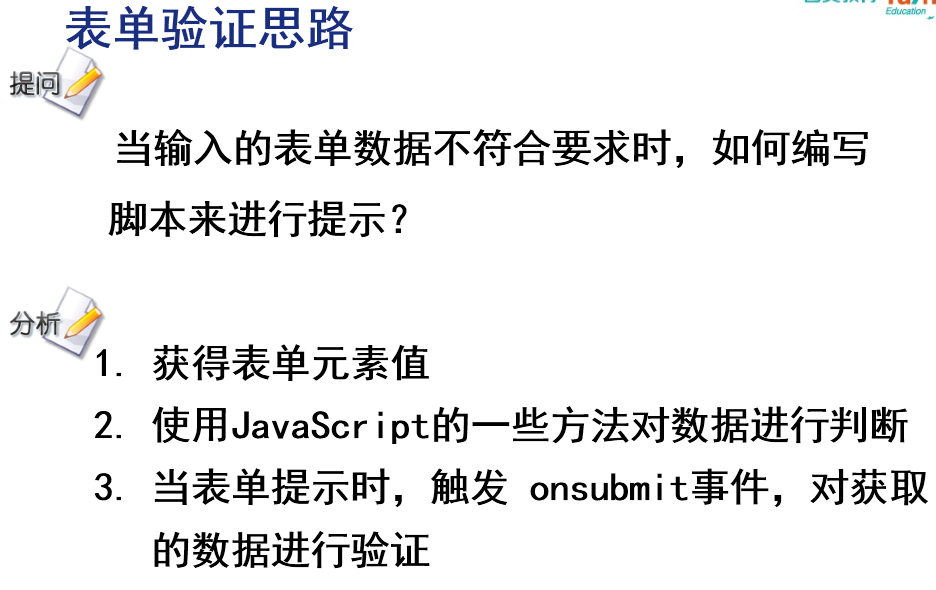 表单验证思路
Education
提问
当输入的表单数据不符合要求时，如何编写
脚本来进行提示？
分析
1. 获得表单元素值
2. 使用JavaScript的一些方法对数据进行判断
3. 当表单提示时，触发 onsubmit事件，对获取
的数据进行验证